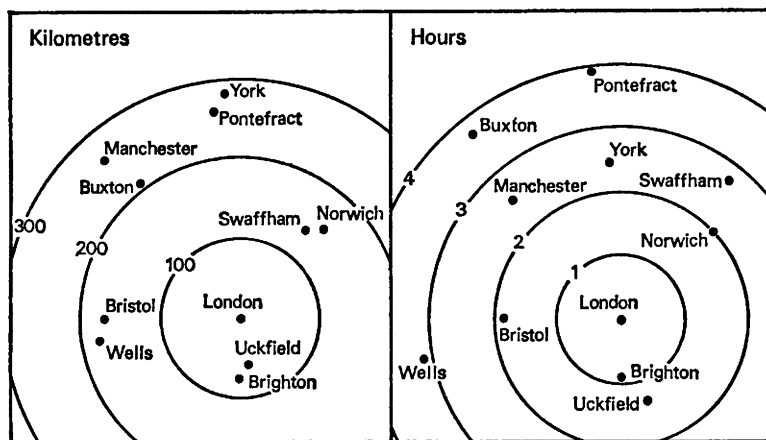 Kilometres
York
Pontefract
Manchester
Buxton
300
Swaffham
Norwich
200
100
Bristol
London
Wells
Uckfield
Brighton
Hours
Pontefract
Buxton
York
4
Swaffham
Manchester
3
Norwich
2
1
London
Bristol
Wells
Brighton
Uckfield